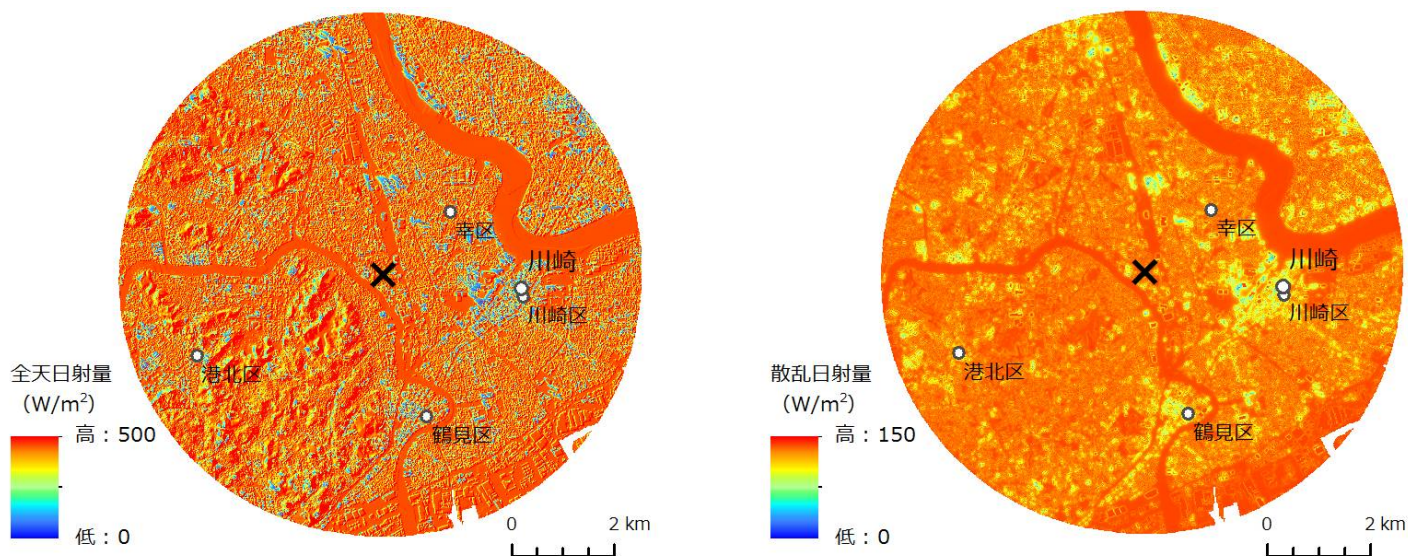 幸区
川崎
川崎区
港北区
鶴見区
全天日射量
（W/m²）
高：500
低：0
0 2 km
幸区
川崎
川崎区
港北区
鶴見区
散乱日射量
（W/m²）
高：150
低：0
0 2 km